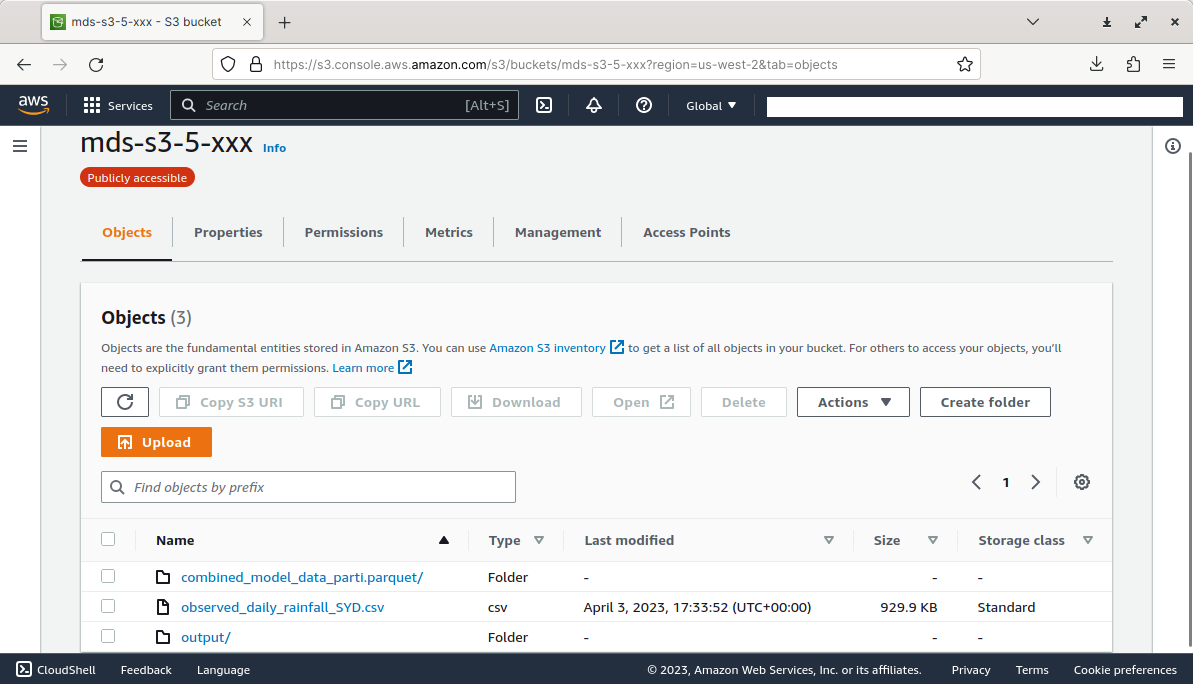 mds-s3-5-xxx - S3 bucket
https://s3.console.aws.amazon.com/s3/buckets/mds-s3-5-xxx?region=us-west-2&tab=objects
aws Services Search [Alt+S] Global
mds-s3-5-xxx Info
Publicly accessible
Objects Properties Permissions Metrics Management Access Points
Objects (3)
Objects are the fundamental entities stored in Amazon S3. You can use Amazon S3 inventory to get a list of all objects in your bucket. For others to access your objects, you'll
need to explicitly grant them permissions. Learn more
Copy S3 URI Copy URL Download Open Delete Actions Create folder
Upload
Find objects by prefix 1
Name Type Last modified Size Storage class
combined_model_data_parti.parquet/ Folder - - -
observed_daily_rainfall_SYD.csv csv April 3, 2023, 17:33:52 (UTC+00:00) 929.9 KB Standard
output/ Folder - - -
CloudShell Feedback Language © 2023, Amazon Web Services, Inc. or its affiliates. Privacy Terms Cookie preferences